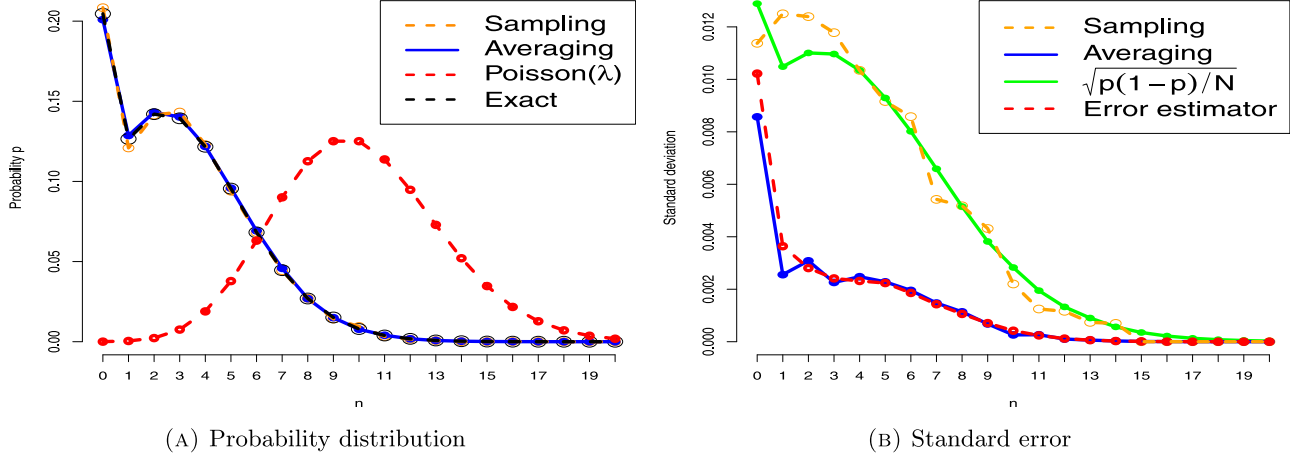 Sampling
Averaging
Poisson(λ)
Exact
Probability p
0.00 0.05 0.10 0.15 0.20
0 1 2 3 4 5 6 7 8 9 11 13 15 17 19
n
(A) Probability distribution
Sampling
Averaging
√p(1−p)/N
Error estimator
Standard deviation
0.000 0.002 0.004 0.006 0.008 0.010 0.012
0 1 2 3 4 5 6 7 8 9 11 13 15 17 19
n
(B) Standard error